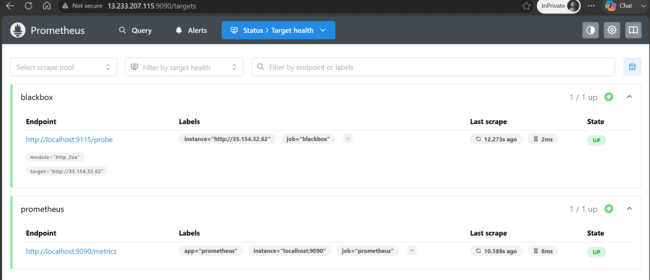 Not secure 13.233.207.115:9090/targets InPrivate Chat
Prometheus Query Alerts Status > Target health
Select scrape pool Filter by target health Filter by endpoint or labels
blackbox 1 / 1 up
Endpoint Labels Last scrape State
http://localhost:9115/probe instance="http://35.154.32.62" job="blackbox" 12.273s ago 2ms UP
module="http_2xx"
target="http://35.154.32.62"
prometheus 1 / 1 up
Endpoint Labels Last scrape State
http://localhost:9090/metrics app="prometheus" instance="localhost:9090" job="prometheus" 10.588s ago 6ms UP